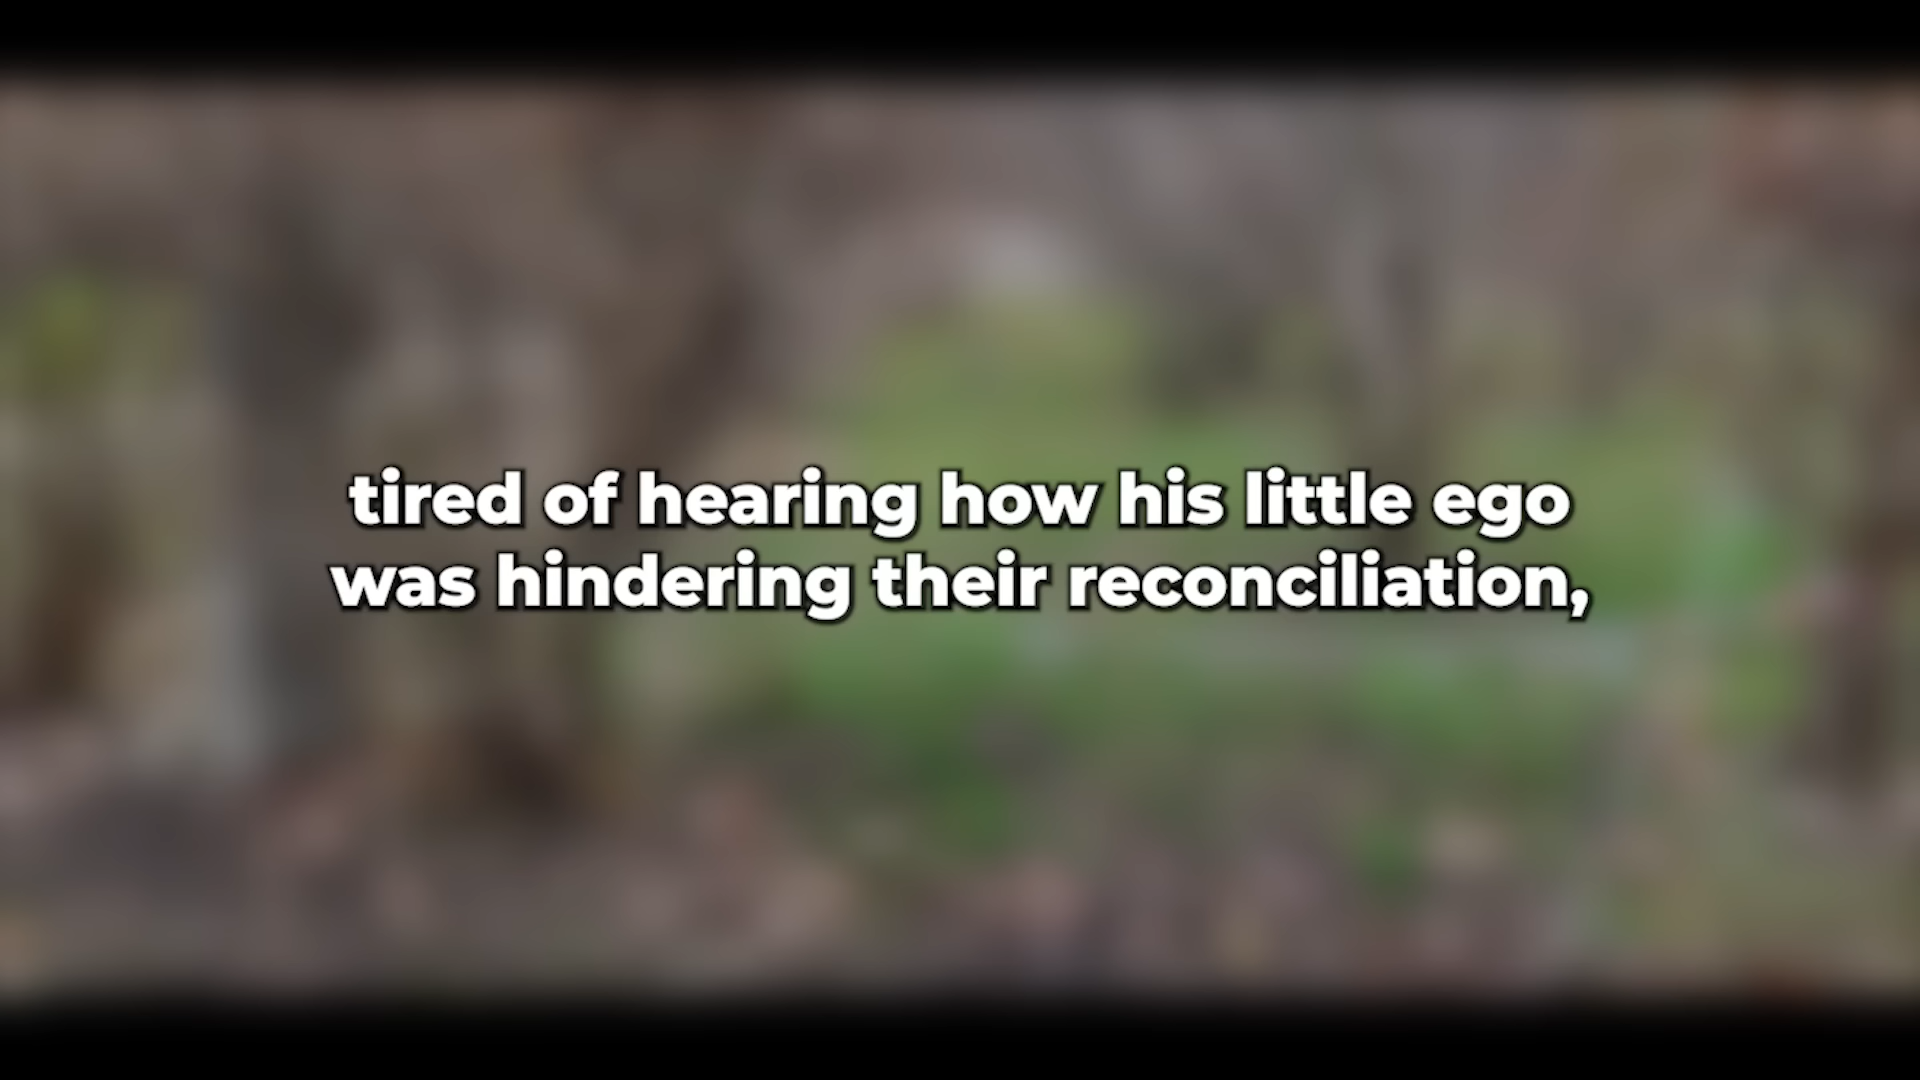 tired of hearing how his little ego
was hindering their reconciliation,